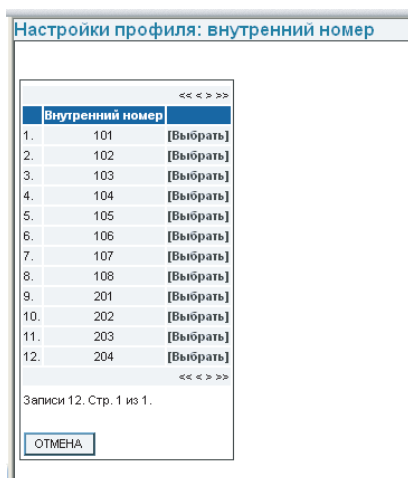 Настройки профиля: внутренний номер
<< < > >>
Внутренний номер
1. 101 [Выбрать]
2. 102 [Выбрать]
3. 103 [Выбрать]
4. 104 [Выбрать]
5. 105 [Выбрать]
6. 106 [Выбрать]
7. 107 [Выбрать]
8. 108 [Выбрать]
9. 201 [Выбрать]
10. 202 [Выбрать]
11. 203 [Выбрать]
12. 204 [Выбрать]
<< < > >>
Записи 12. Стр. 1 из 1.
ОТМЕНА